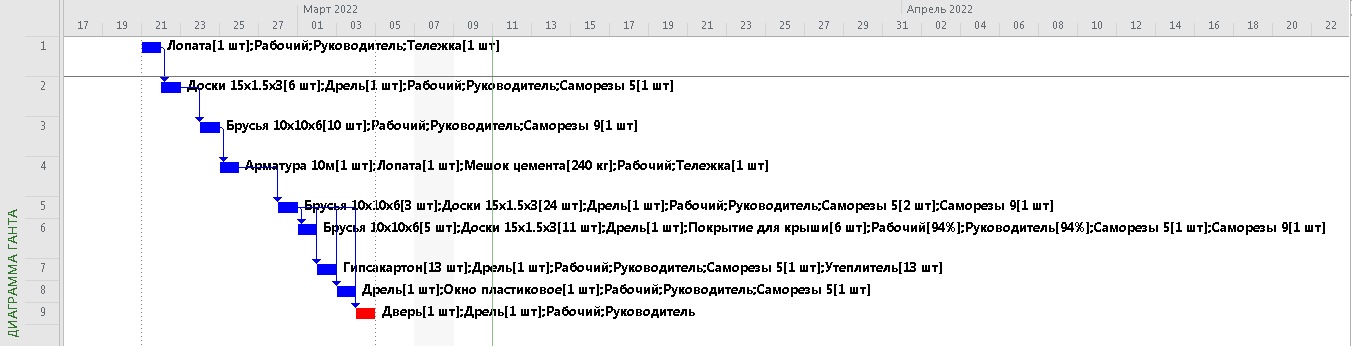 Март 2022 Апрель 2022
17 19 21 23 25 27 01 03 05 07 09 11 13 15 17 19 21 23 25 27 29 31 02 04 06 08 10 12 14 16 18 20 22
1 Лопата[1 шт];Рабочий;Руководитель;Тележка[1 шт]
2 Доски 15х1.5х3[6 шт];Дрель[1 шт];Рабочий;Руководитель;Саморезы 5[1 шт]
3 Брусья 10х10х6[10 шт];Рабочий;Руководитель;Саморезы 9[1 шт]
4 Арматура 10м[1 шт];Лопата[1 шт];Мешок цемента[240 кг];Рабочий;Тележка[1 шт]
5 Брусья 10х10х6[3 шт];Доски 15х1.5х3[24 шт];Дрель[1 шт];Рабочий;Руководитель;Саморезы 5[2 шт];Саморезы 9[1 шт]
6 Брусья 10х10х6[5 шт];Доски 15х1.5х3[11 шт];Дрель[1 шт];Покрытие для крыши[6 шт];Рабочий[94%];Руководитель[94%];Саморезы 5[1 шт];Саморезы 9[1 шт]
7 Гипсакартон[13 шт];Дрель[1 шт];Рабочий;Руководитель;Саморезы 5[1 шт];Утеплитель[13 шт]
8 Дрель[1 шт];Окно пластиковое[1 шт];Рабочий;Руководитель;Саморезы 5[1 шт]
9 Дверь[1 шт];Дрель[1 шт];Рабочий;Руководитель
ДИАГРАММА ГАНТА